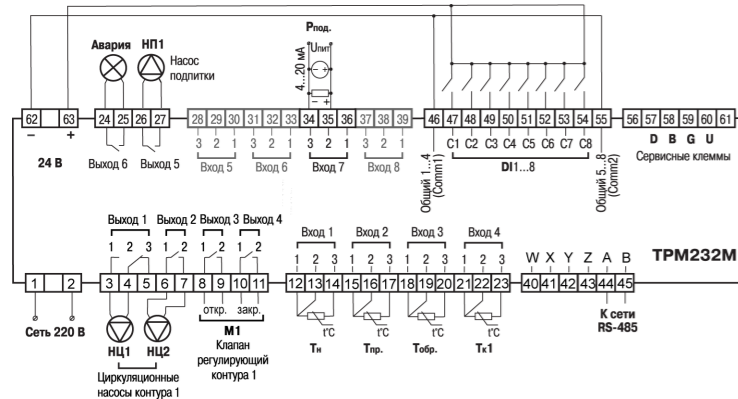 Рпод.
Авария НП1
Насос
подпитки
4...20 мА
Uпит
62 63 24 25 26 27 28 29 30 31 32 33 34 35 36 37 38 39 46 47 48 49 50 51 52 53 54 55 56 57 58 59 60 61
– +
24 В
3 2 1 3 2 1 3 2 1 3 2 1
C1 C2 C3 C4 C5 C6 C7 C8
D B G U
Сервисные клеммы
Выход 6 Выход 5
Вход 5 Вход 6 Вход 7 Вход 8
DI1...8
Общий 1...4
(Comm1)
Общий 5...8
(Comm2)
Выход 1 Выход 2 Выход 3 Выход 4
1 2 3 1 2 1 2 1 2
Вход 1 Вход 2 Вход 3 Вход 4
1 2 3 1 2 3 1 2 3 1 2 3
ТРМ232М
W X Y Z A B
1 2 3 4 5 6 7 8 9 10 11 12 13 14 15 16 17 18 19 20 21 22 23 40 41 42 43 44 45
Сеть 220 В
откр. закр.
t°C t°C t°C t°C
К сети
RS-485
НЦ1 НЦ2
М1
Клапан
регулирующий
контура 1
Тн Тпр. Тобр. Тк1
Циркуляционные
насосы контура 1